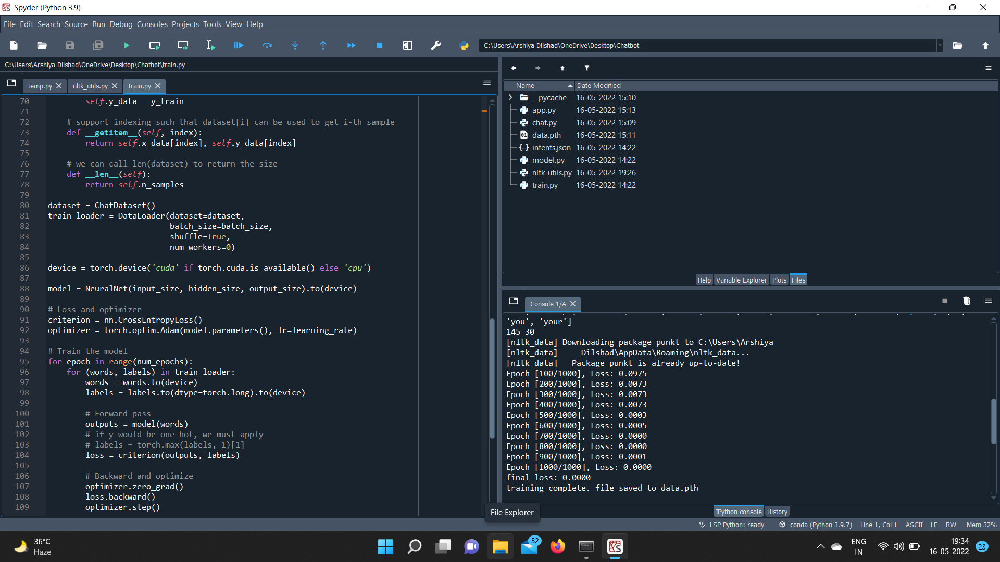 Spyder (Python 3.9)
File Edit Search Source Run Debug Consoles Projects Tools View Help
C:\Users\Arshiya Dilshad\OneDrive\Desktop\Chatbot
C:\Users\Arshiya Dilshad\OneDrive\Desktop\Chatbot\train.py
temp.py nltk_utils.py train.py
70 self.y_data = y_train
71
72 # support indexing such that dataset[i] can be used to get i-th sample
73 def __getitem__(self, index):
74 return self.x_data[index], self.y_data[index]
75
76 # we can call len(dataset) to return the size
77 def __len__(self):
78 return self.n_samples
79
80 dataset = ChatDataset()
81 train_loader = DataLoader(dataset=dataset,
82 batch_size=batch_size,
83 shuffle=True,
84 num_workers=0)
85
86 device = torch.device('cuda' if torch.cuda.is_available() else 'cpu')
87
88 model = NeuralNet(input_size, hidden_size, output_size).to(device)
89
90 # Loss and optimizer
91 criterion = nn.CrossEntropyLoss()
92 optimizer = torch.optim.Adam(model.parameters(), lr=learning_rate)
93
94 # Train the model
95 for epoch in range(num_epochs):
96 for (words, labels) in train_loader:
97 words = words.to(device)
98 labels = labels.to(dtype=torch.long).to(device)
99
100 # Forward pass
101 outputs = model(words)
102 # if y would be one-hot, we must apply
103 # labels = torch.max(labels, 1)[1]
104 loss = criterion(outputs, labels)
105
106 # Backward and optimize
107 optimizer.zero_grad()
108 loss.backward()
109 optimizer.step()
Name Date Modified
__pycache__ 16-05-2022 15:10
app.py 16-05-2022 15:13
chat.py 16-05-2022 15:09
data.pth 16-05-2022 15:11
intents.json 16-05-2022 14:22
model.py 16-05-2022 14:22
nltk_utils.py 16-05-2022 19:26
train.py 16-05-2022 14:22
Help Variable Explorer Plots Files
Console 1/A
'you', 'your']
145 30
[nltk_data] Downloading package punkt to C:\Users\Arshiya
[nltk_data] Dilshad\AppData\Roaming\nltk_data...
[nltk_data] Package punkt is already up-to-date!
Epoch [100/1000], Loss: 0.0975
Epoch [200/1000], Loss: 0.0073
Epoch [300/1000], Loss: 0.0073
Epoch [400/1000], Loss: 0.0073
Epoch [500/1000], Loss: 0.0003
Epoch [600/1000], Loss: 0.0005
Epoch [700/1000], Loss: 0.0000
Epoch [800/1000], Loss: 0.0000
Epoch [900/1000], Loss: 0.0001
Epoch [1000/1000], Loss: 0.0000
final loss: 0.0000
training complete. file saved to data.pth
IPython console History
File Explorer
LSP Python: ready conda (Python 3.9.7) Line 1, Col 1 ASCII LF RW Mem 32%
36°C
Haze
52
ENG
IN
19:34
16-05-2022
23